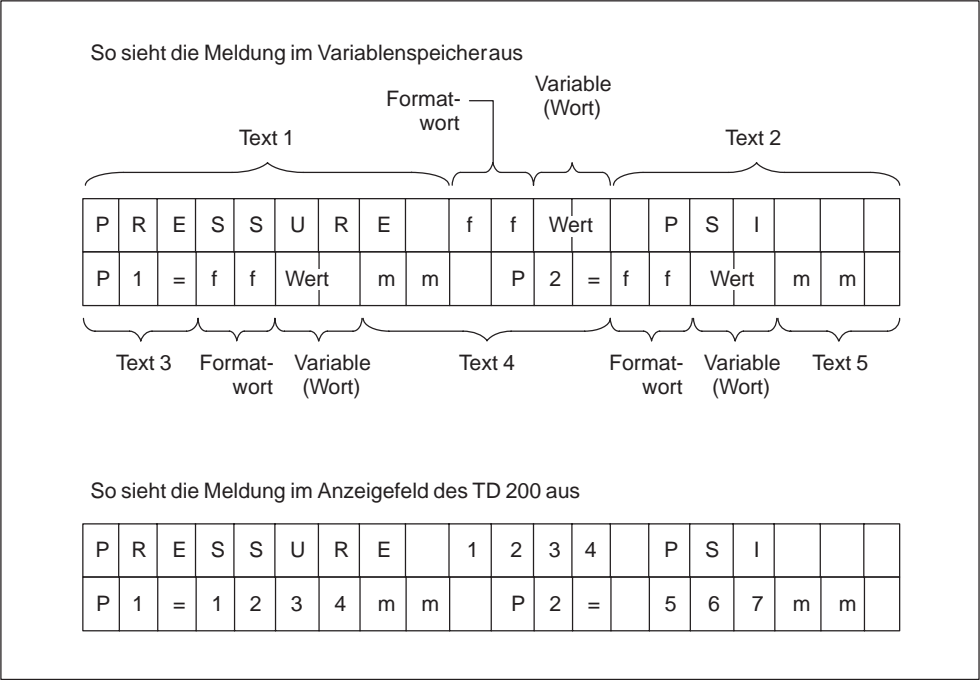 So sieht die Meldung im Variablenspeicher aus
Format-
wort
Variable
(Wort)
Text 1
Text 2
P R E S S U R E f f Wert P S I
P 1 = f f Wert m m P 2 = f f Wert m m
Text 3
Format-
wort
Variable
(Wort)
Text 4
Format-
wort
Variable
(Wort)
Text 5
So sieht die Meldung im Anzeigefeld des TD 200 aus
P R E S S U R E 1 2 3 4 P S I
P 1 = 1 2 3 4 m m P 2 = 5 6 7 m m